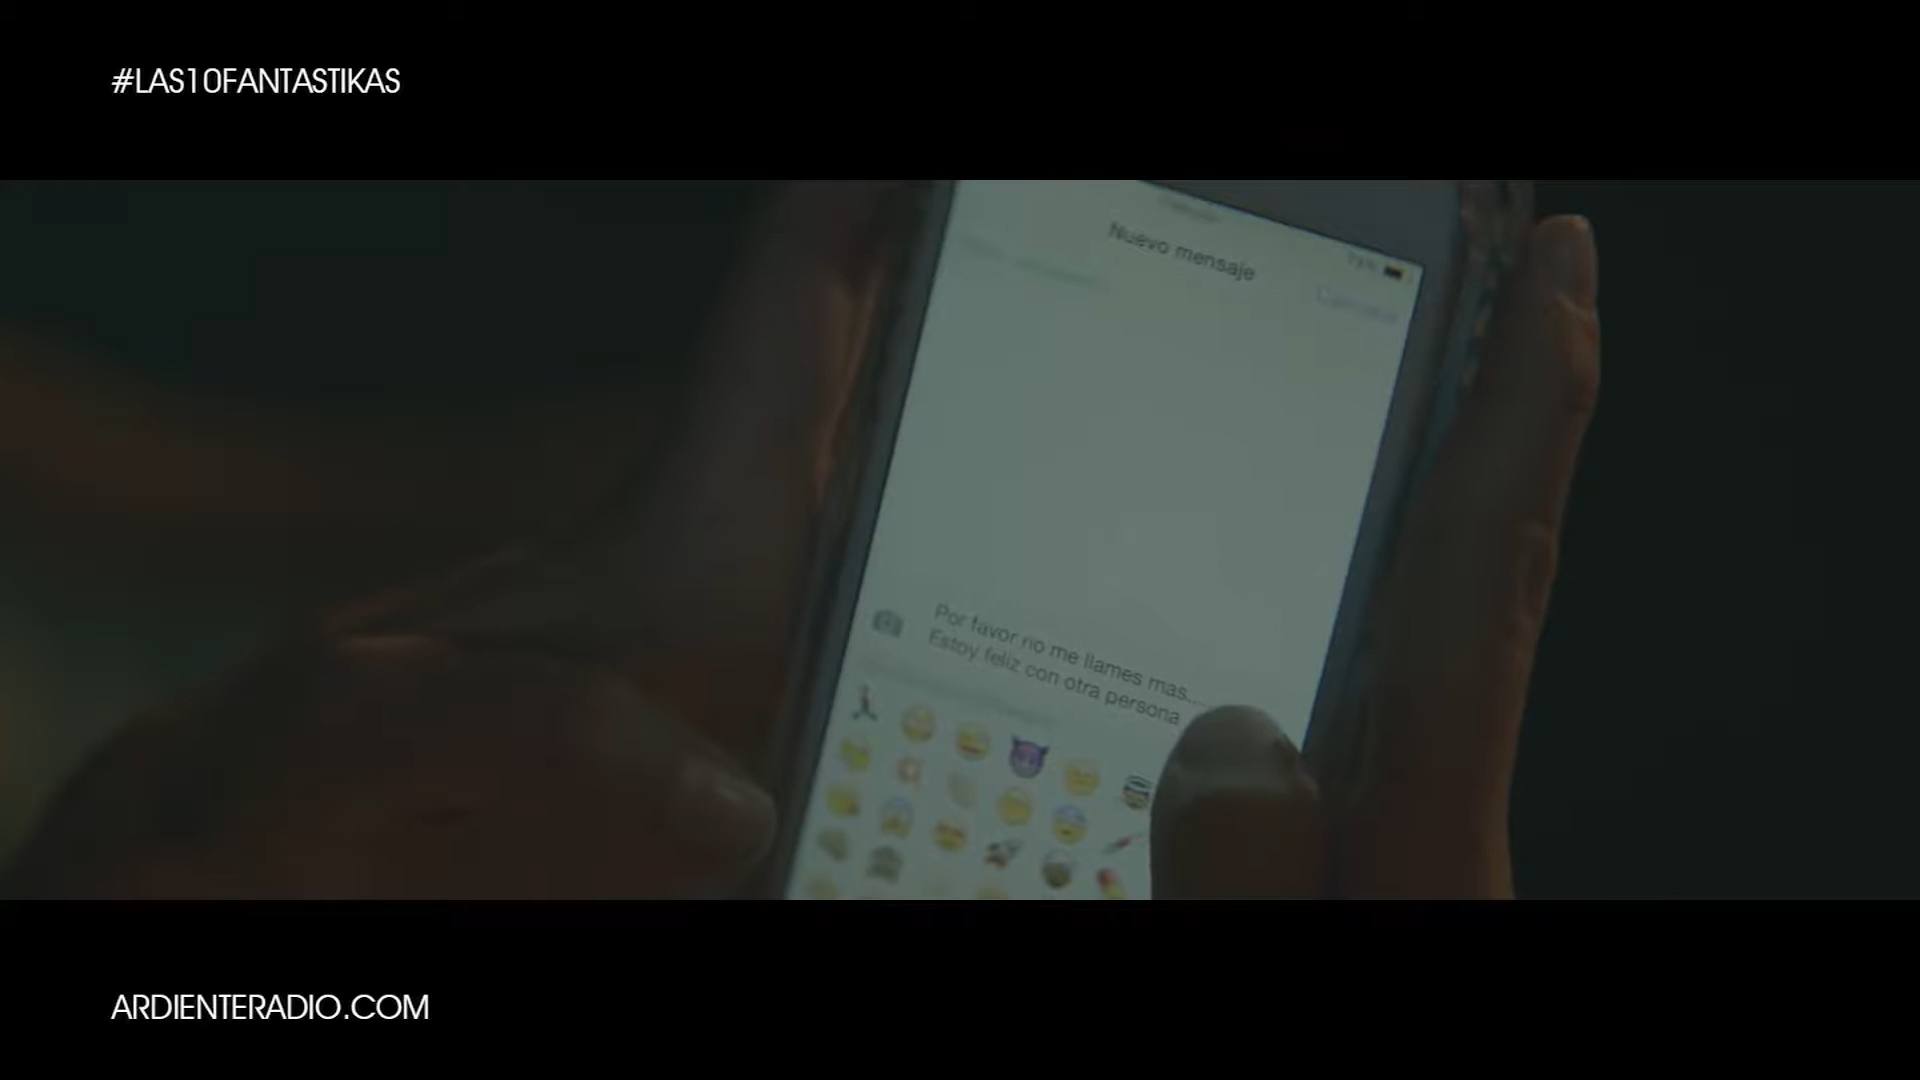 #LAS10FANTASTIKAS
Nuevo mensaje
Por favor no me llames mas...
Estoy feliz con otra persona
ARDIENTERADIO.COM